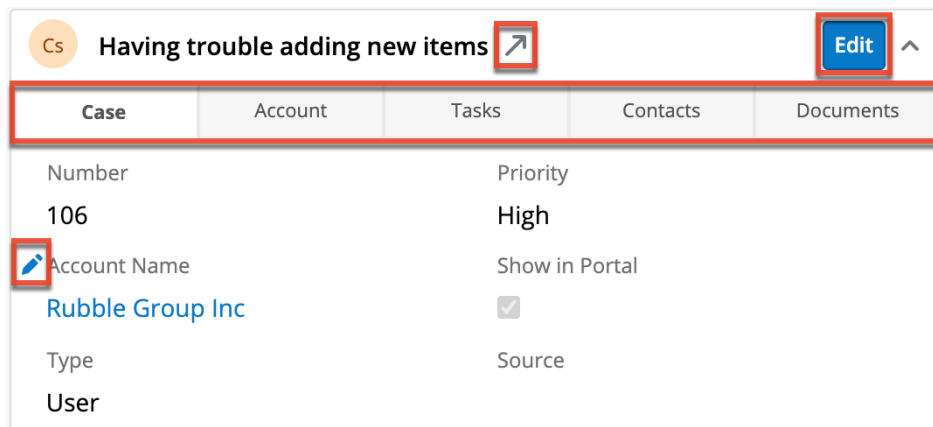 Cs Having trouble adding new items Edit
Case Account Tasks Contacts Documents
Number Priority
106 High
Account Name Show in Portal
Rubble Group Inc
Type Source
User